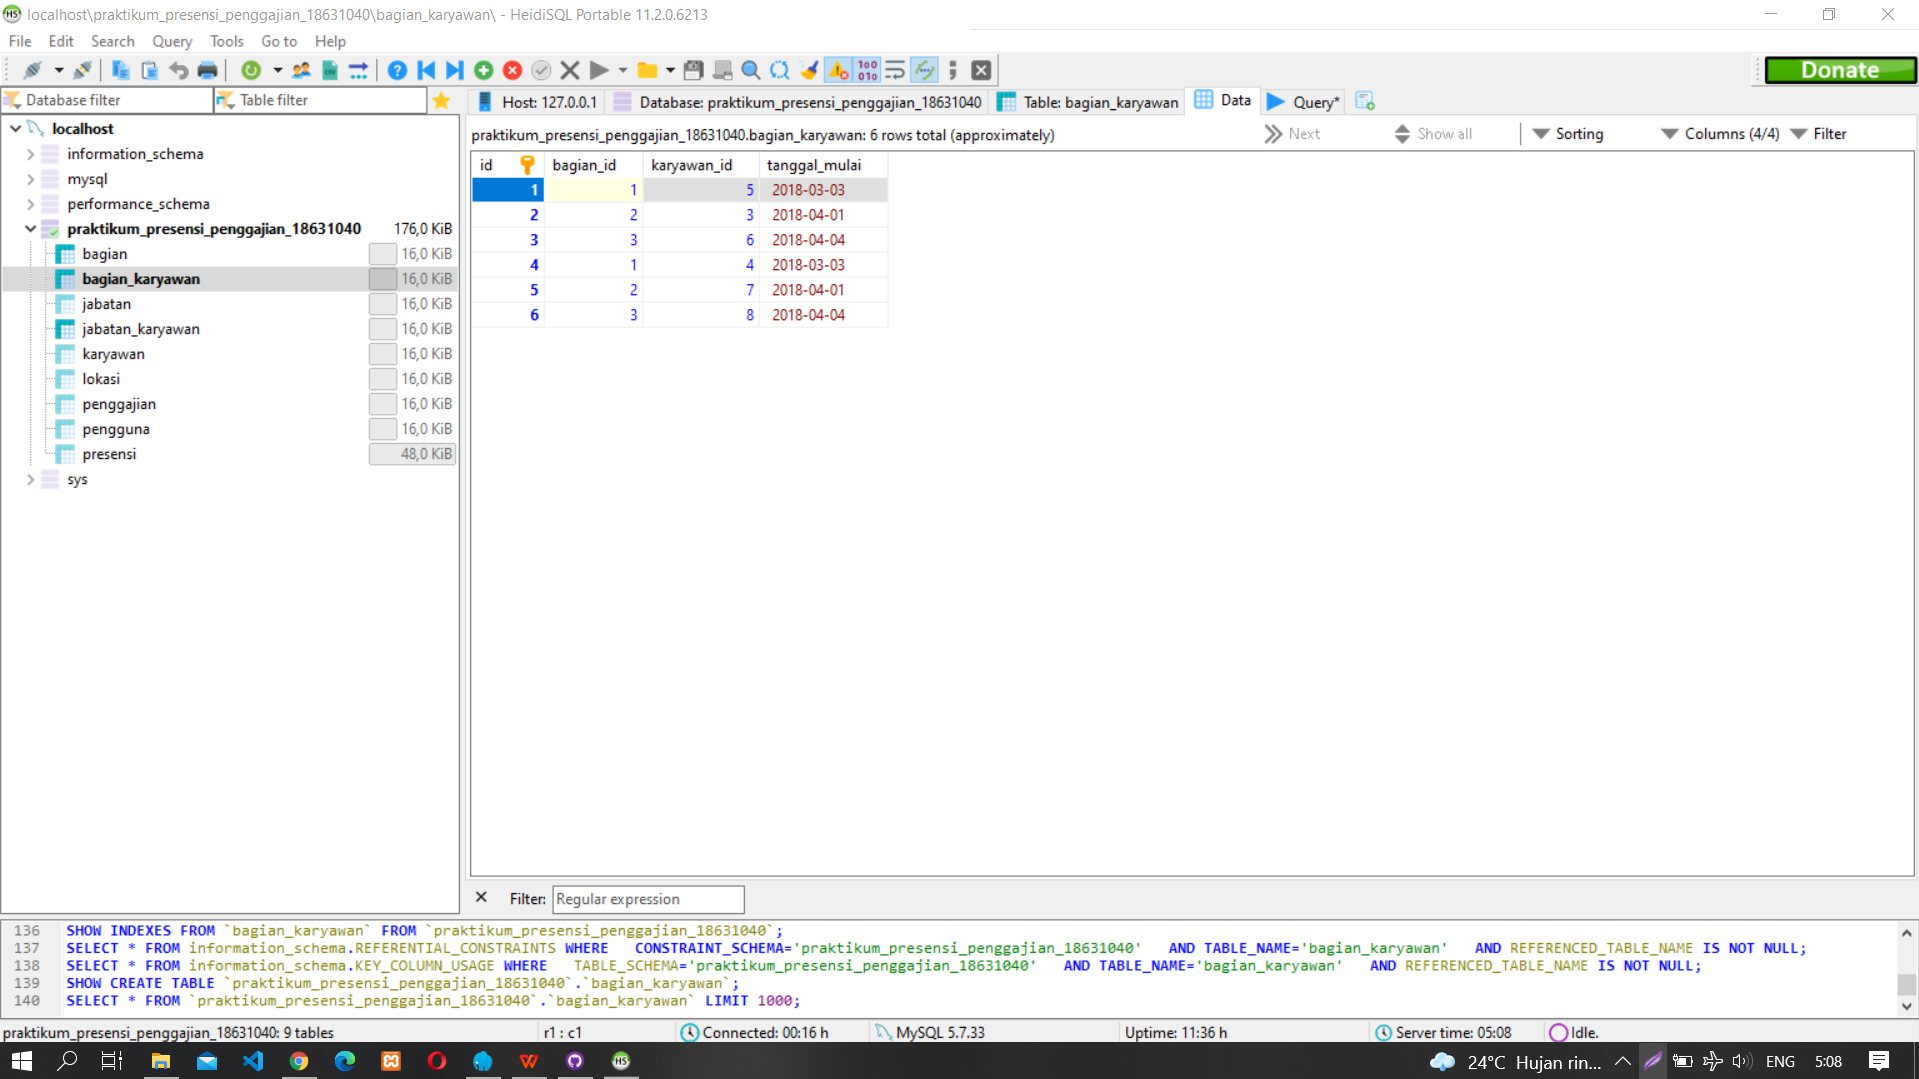 localhost\praktikum_presensi_penggajian_18631040\bagian_karyawan\ - HeidiSQL Portable 11.2.0.6213
File Edit Search Query Tools Go to Help
Donate
Database filter Table filter
Host: 127.0.0.1 Database: praktikum_presensi_penggajian_18631040 Table: bagian_karyawan Data Query*
localhost
information_schema
mysql
performance_schema
praktikum_presensi_penggajian_18631040 176,0 KiB
bagian 16,0 KiB
bagian_karyawan 16,0 KiB
jabatan 16,0 KiB
jabatan_karyawan 16,0 KiB
karyawan 16,0 KiB
lokasi 16,0 KiB
penggajian 16,0 KiB
pengguna 16,0 KiB
presensi 48,0 KiB
sys
praktikum_presensi_penggajian_18631040.bagian_karyawan: 6 rows total (approximately) Next Show all Sorting Columns (4/4) Filter
id bagian_id karyawan_id tanggal_mulai
1 1 5 2018-03-03
2 2 3 2018-04-01
3 3 6 2018-04-04
4 1 4 2018-03-03
5 2 7 2018-04-01
6 3 8 2018-04-04
Filter: Regular expression
136 SHOW INDEXES FROM `bagian_karyawan` FROM `praktikum_presensi_penggajian_18631040`;
137 SELECT * FROM information_schema.REFERENTIAL_CONSTRAINTS WHERE CONSTRAINT_SCHEMA='praktikum_presensi_penggajian_18631040' AND TABLE_NAME='bagian_karyawan' AND REFERENCED_TABLE_NAME IS NOT NULL;
138 SELECT * FROM information_schema.KEY_COLUMN_USAGE WHERE TABLE_SCHEMA='praktikum_presensi_penggajian_18631040' AND TABLE_NAME='bagian_karyawan' AND REFERENCED_TABLE_NAME IS NOT NULL;
139 SHOW CREATE TABLE `praktikum_presensi_penggajian_18631040`.`bagian_karyawan`;
140 SELECT * FROM `praktikum_presensi_penggajian_18631040`.`bagian_karyawan` LIMIT 1000;
praktikum_presensi_penggajian_18631040: 9 tables r1 : c1 Connected: 00:16 h MySQL 5.7.33 Uptime: 11:36 h Server time: 05:08 Idle.
24°C Hujan rin... ENG 5:08